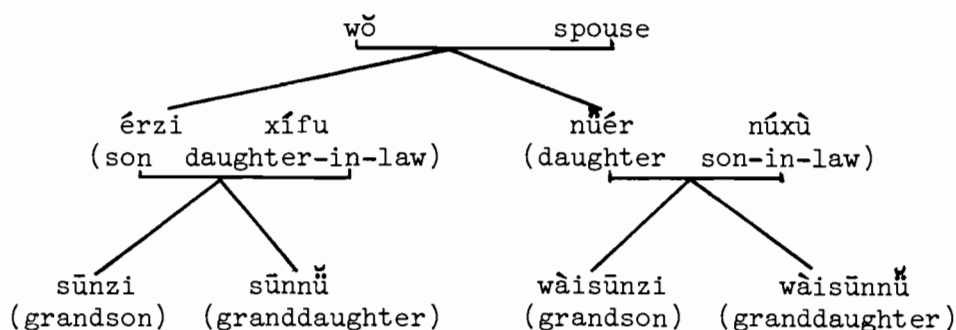 wǒ spouse
érzi xífu nǚér núxù
(son daughter-in-law) (daughter son-in-law)
sūnzi sūnnǚ wàisūnzi wàisūnnǚ
(grandson) (granddaughter) (grandson) (granddaughter)